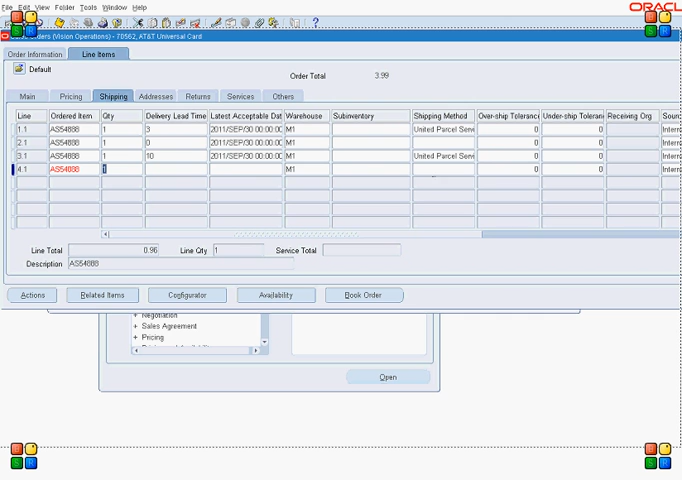 File Edit View Folder Tools Window Help
ORACL
(Vision Operations) - 70562, AT&T Universal Card
Order Information Line Items
Default
Order Total 3.99
Main Pricing Shipping Addresses Returns Services Others
Line Ordered Item Qty Delivery Lead Time Latest Acceptable Dat Warehouse Subinventory Shipping Method Over-ship Tolerance Under-ship Toleran Receiving Org Sourc
1.1 AS54888 1 3 2011/SEP/30 00:00:00 M1 United Parcel Serv 0 0 Intern
2.1 AS54888 1 0 2011/SEP/30 00:00:00 M1 0 0 Intern
3.1 AS54888 1 10 2011/SEP/30 00:00:00 M1 United Parcel Serv 0 0 Intern
4.1 AS54888 1 M1 0 0 Intern
Line Total 0.96 Line Qty 1 Service Total
Description AS54888
Actions Related Items Configurator Availability Book Order
+ Negotiation
+ Sales Agreement
+ Pricing
Open
S R
S R